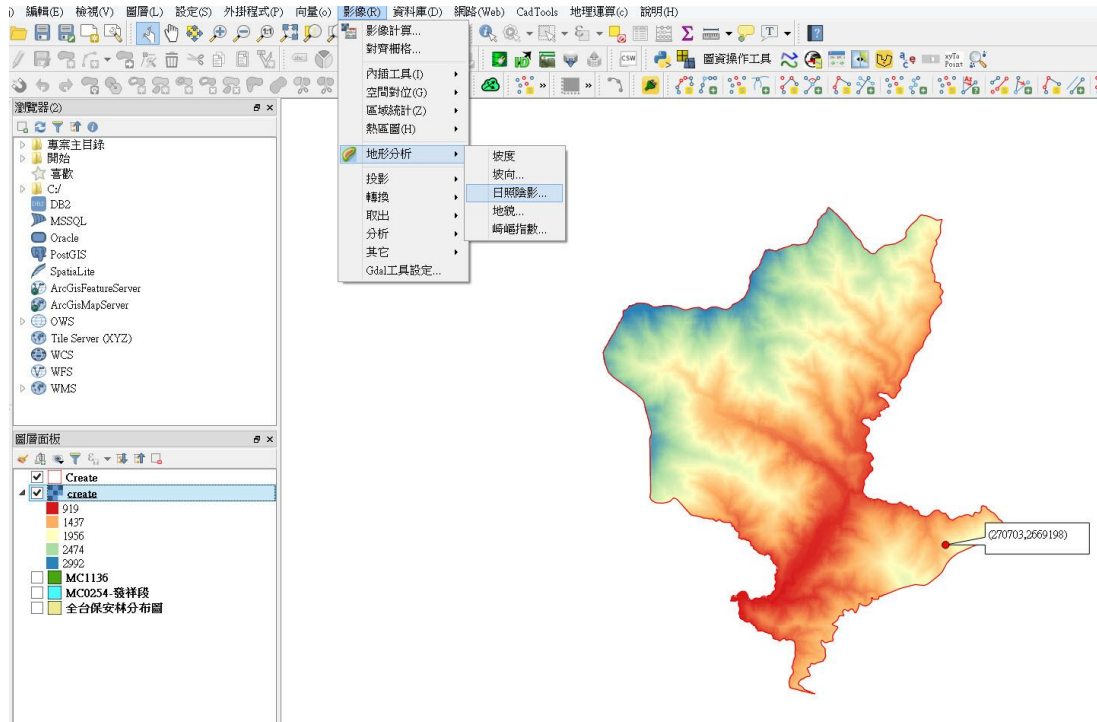 ) 編輯(E) 檢視(V) 圖層(L) 設定(S) 外掛程式(P) 向量(o) 影像(R) 資料庫(D) 網路(Web) CadTools 地理運算(c) 說明(H)
影像計算...
對齊柵格...
內插工具(I)
空間對位(G)
區域統計(Z)
熱區圖(H)
地形分析
投影
轉換
取出
分析
其它
Gdal工具設定...
坡度
坡向...
日照陰影...
地貌...
崎嶇指數...
CSW
圖資操作工具
xyTo
Point
瀏覽器(2)
專案主目錄
開始
喜歡
C:/
DB2
MSSQL
Oracle
PostGIS
SpatiaLite
ArcGisFeatureServer
ArcGisMapServer
OWS
Tile Server (XYZ)
WCS
WFS
WMS
圖層面板
Create
create
919
1437
1956
2474
2992
MC1136
MC0254-發祥段
全台保安林分布圖
(270703,2669198)